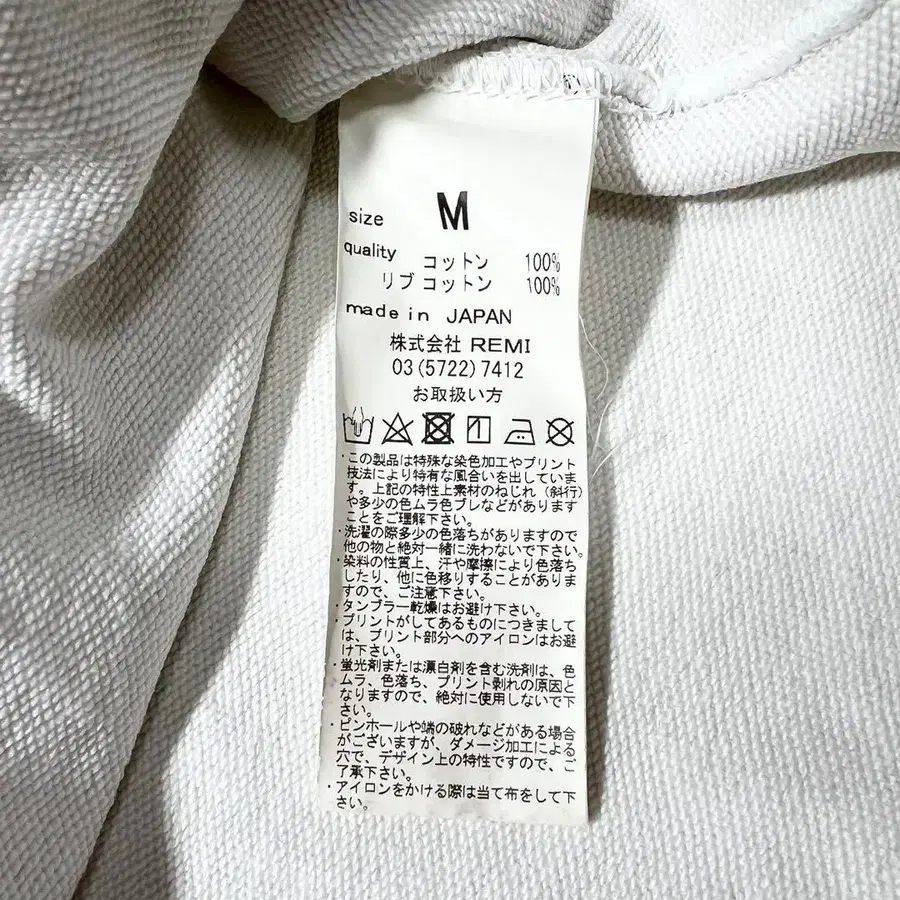 size M
quality コットン 100%
リブ コットン 100%
made in JAPAN
株式会社 REMI
03(5722)7412
お取扱い方
・この製品は特殊な染色加工やプリント
技法により特有な風合いを出していま
す。上記の特性上素材のねじれ（斜行）
や多少の色ムラ色ブレなどがあります
ことをご理解下さい。
・洗濯の際多少の色落ちがありますので
他の物と絶対一緒に洗わないで下さい。
・染料の性質上、汗や摩擦により色落ち
したり、他に色移りすることがありま
すので、ご注意下さい。
・タンブラー乾燥はお避け下さい。
・プリントがしてあるものにつきまして
は、プリント部分へのアイロンはお避
け下さい。
・蛍光剤または漂白剤を含む洗剤は、色
ムラ、色落ち、プリント剥れの原因と
なりますので、絶対に使用しないで下
さい。
・ピンホールや端の破れなどがある場合
がございますが、ダメージ加工による
穴で、デザイン上の特性ですので、ご
了承下さい。
・アイロンをかける際は当て布をして下
さい。